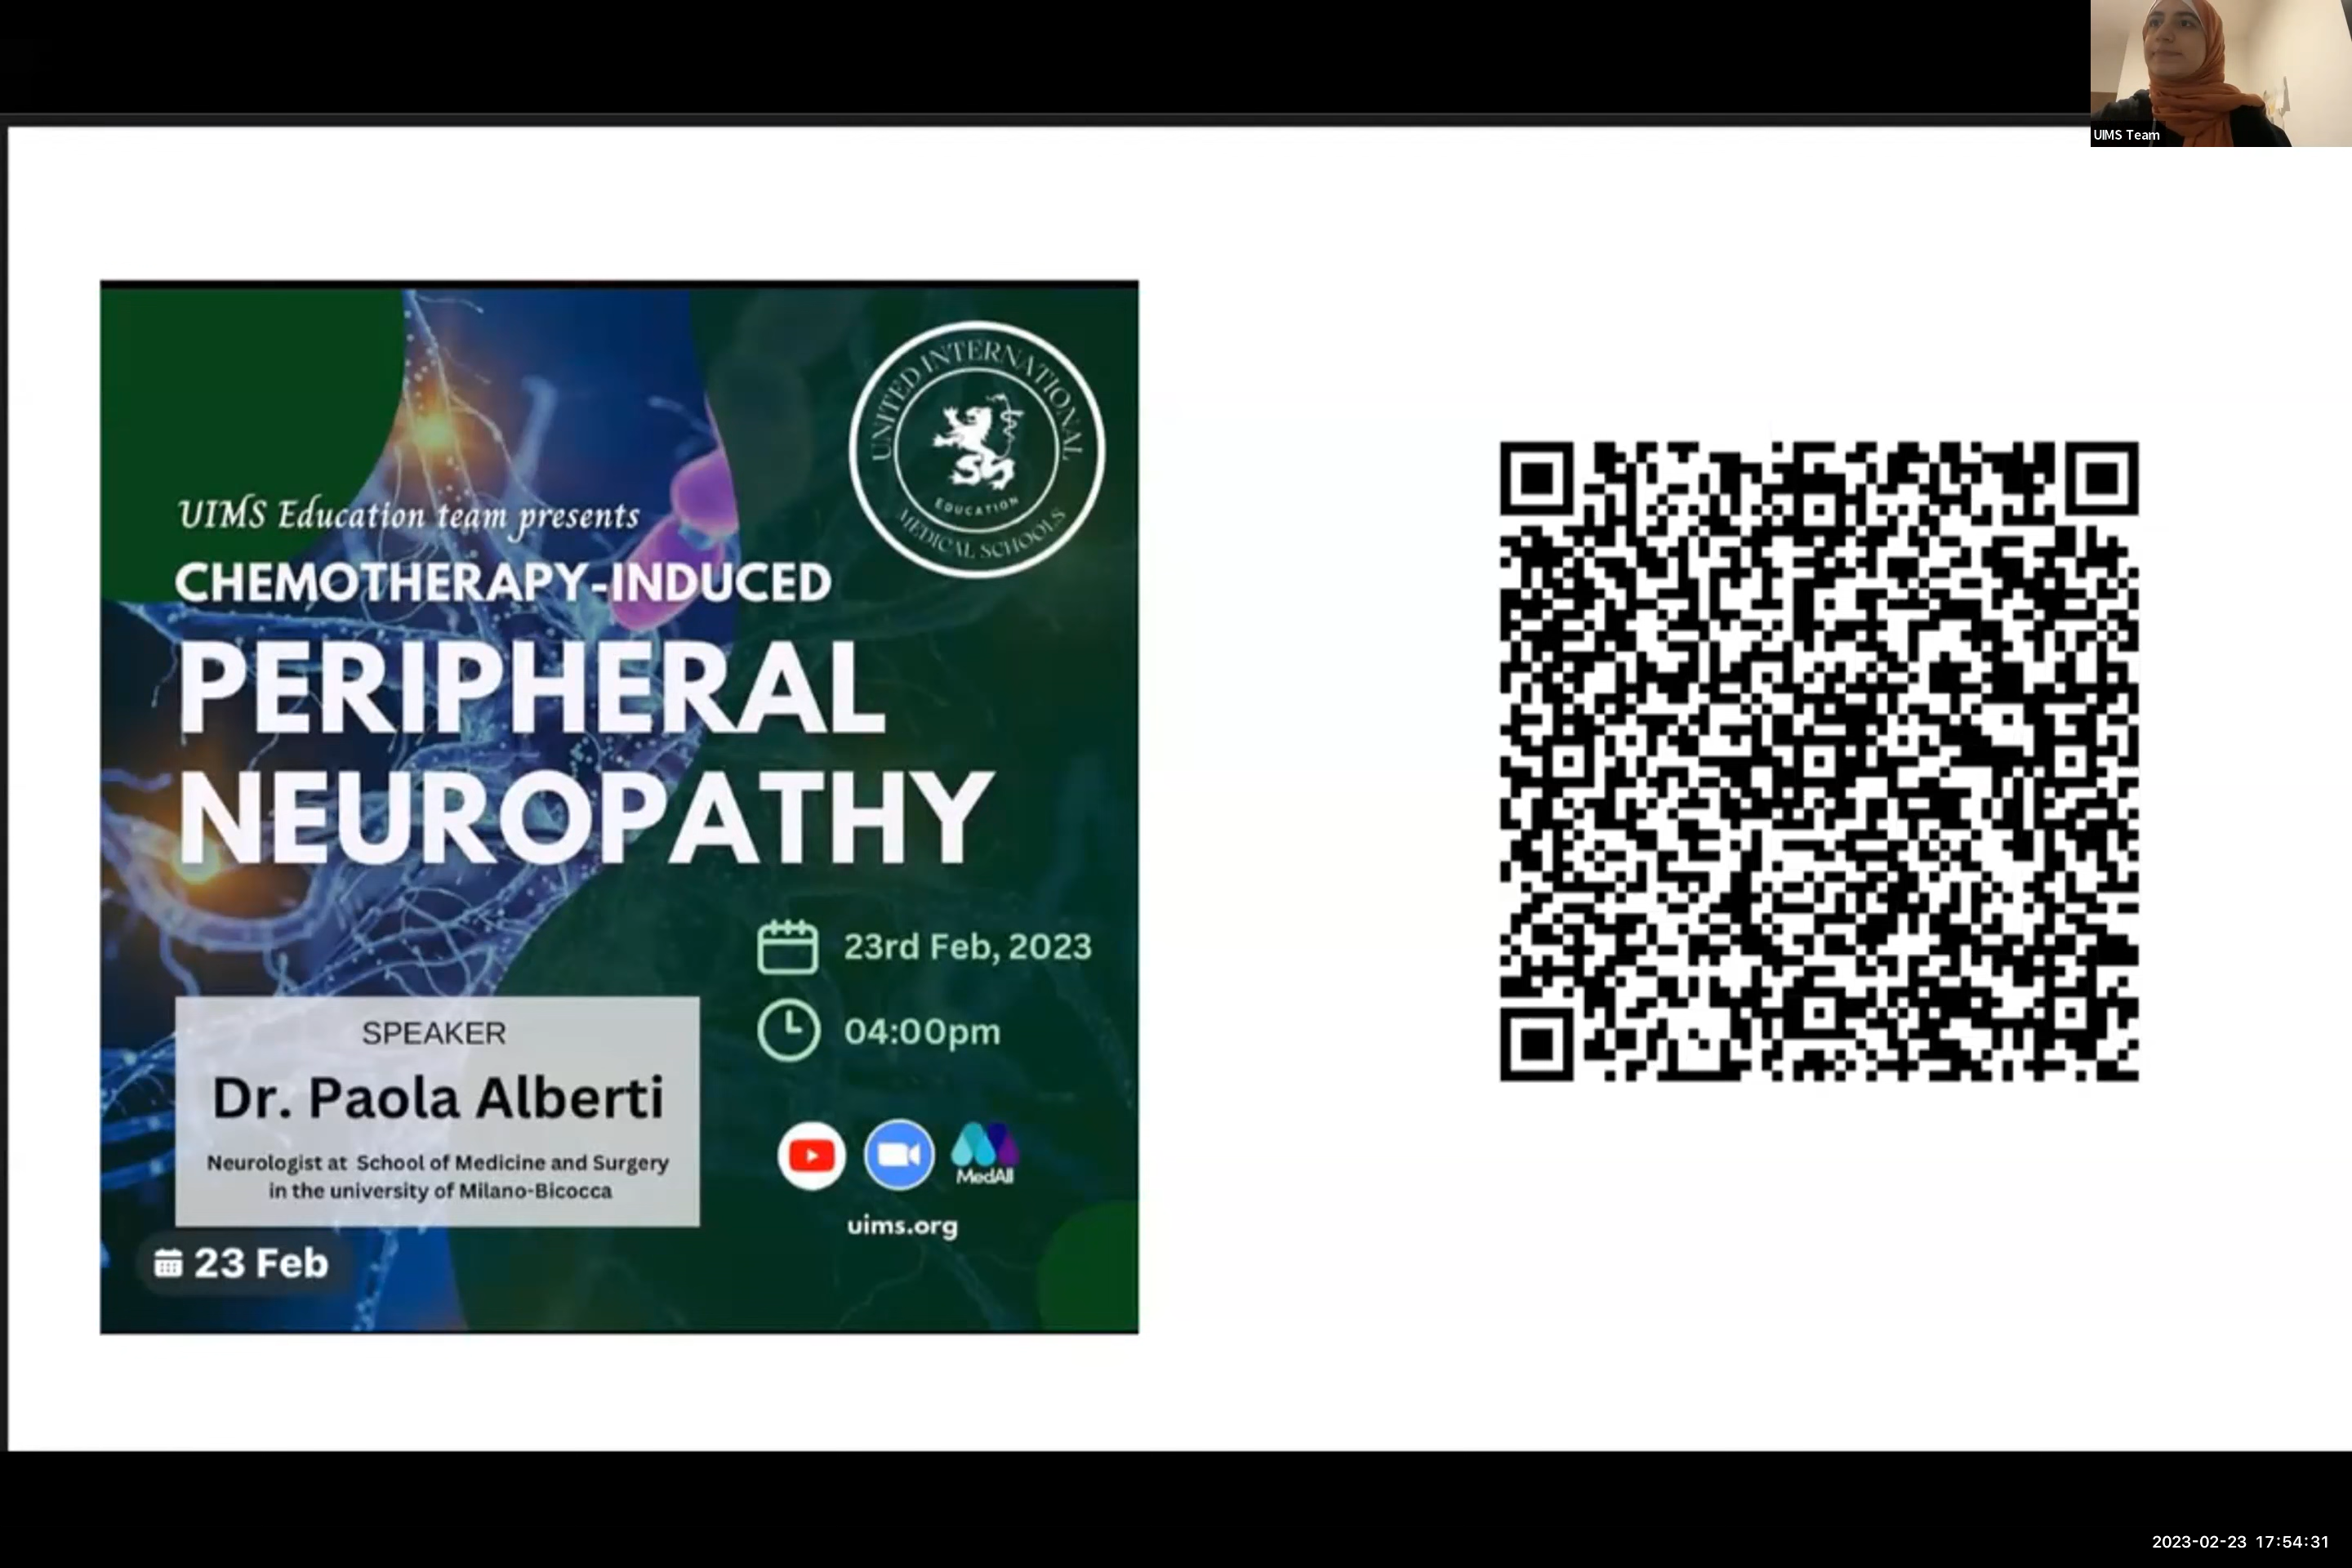 UIMS Team
UNITED INTERNATIONAL
EDUCATION
MEDICAL SCHOOLS
UIMS Education team presents
CHEMOTHERAPY-INDUCED
PERIPHERAL
NEUROPATHY
23rd Feb, 2023
04:00pm
SPEAKER
Dr. Paola Alberti
Neurologist at School of Medicine and Surgery
in the university of Milano-Bicocca
MedAll
uims.org
23 Feb
2023-02-23 17:54:31